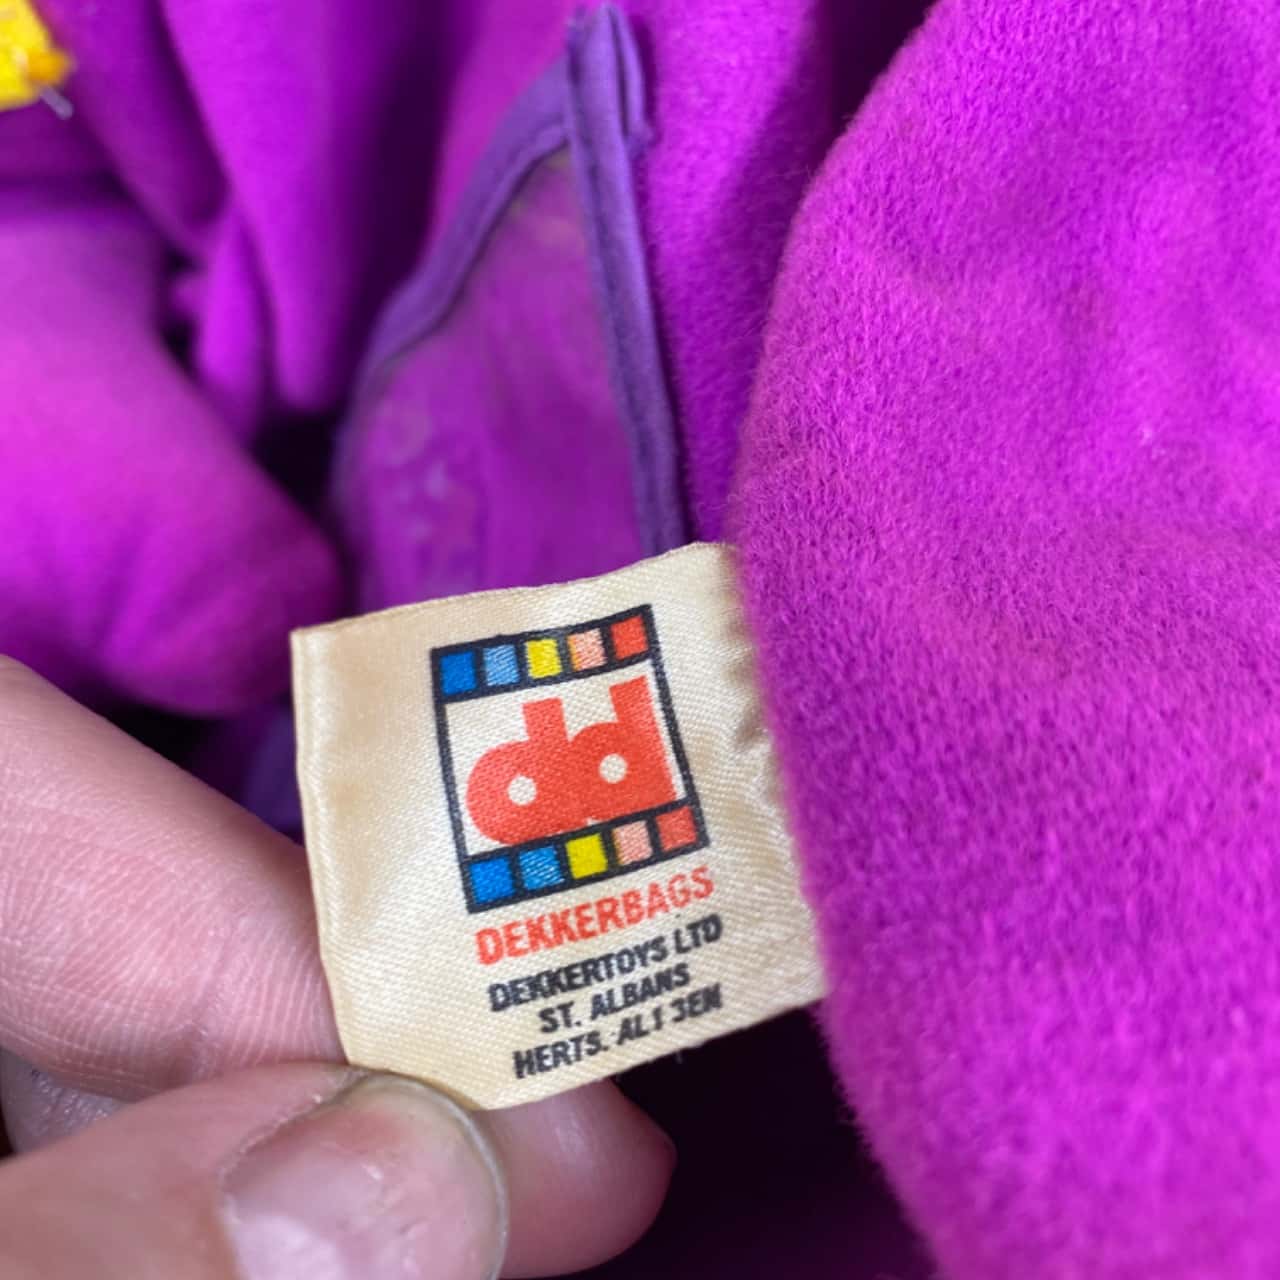 dd
DEKKERBAGS
DEKKERTOYS LTD
ST. ALBANS
HERTS. AL1 3EN